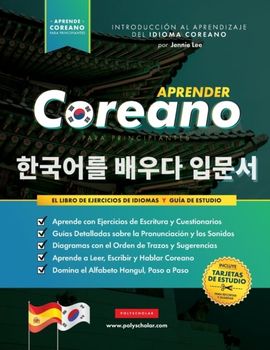 APRENDE
COREANO
PARA PRINCIPIANTES
INTRODUCCIÓN AL APRENDIZAJE
DEL IDIOMA COREANO
por Jennie Lee
APRENDER
Coreano
PARA PRINCIPIANTES
한국어를 배우다 입문서
EL LIBRO DE EJERCICIOS DE IDIOMAS Y GUÍA DE ESTUDIO
Aprende con Ejercicios de Escritura y Cuestionarios
Guías Detalladas sobre la Pronunciación y los Sonidos
Diagramas con el Orden de Trazos y Sugerencias
Aprende a Leer, Escribir y Hablar Coreano
Domina el Alfabeto Hangul, Paso a Paso
INCLUYE
TARJETAS
DE ESTUDIO
POLYSCHOLAR
www.polyscholar.com